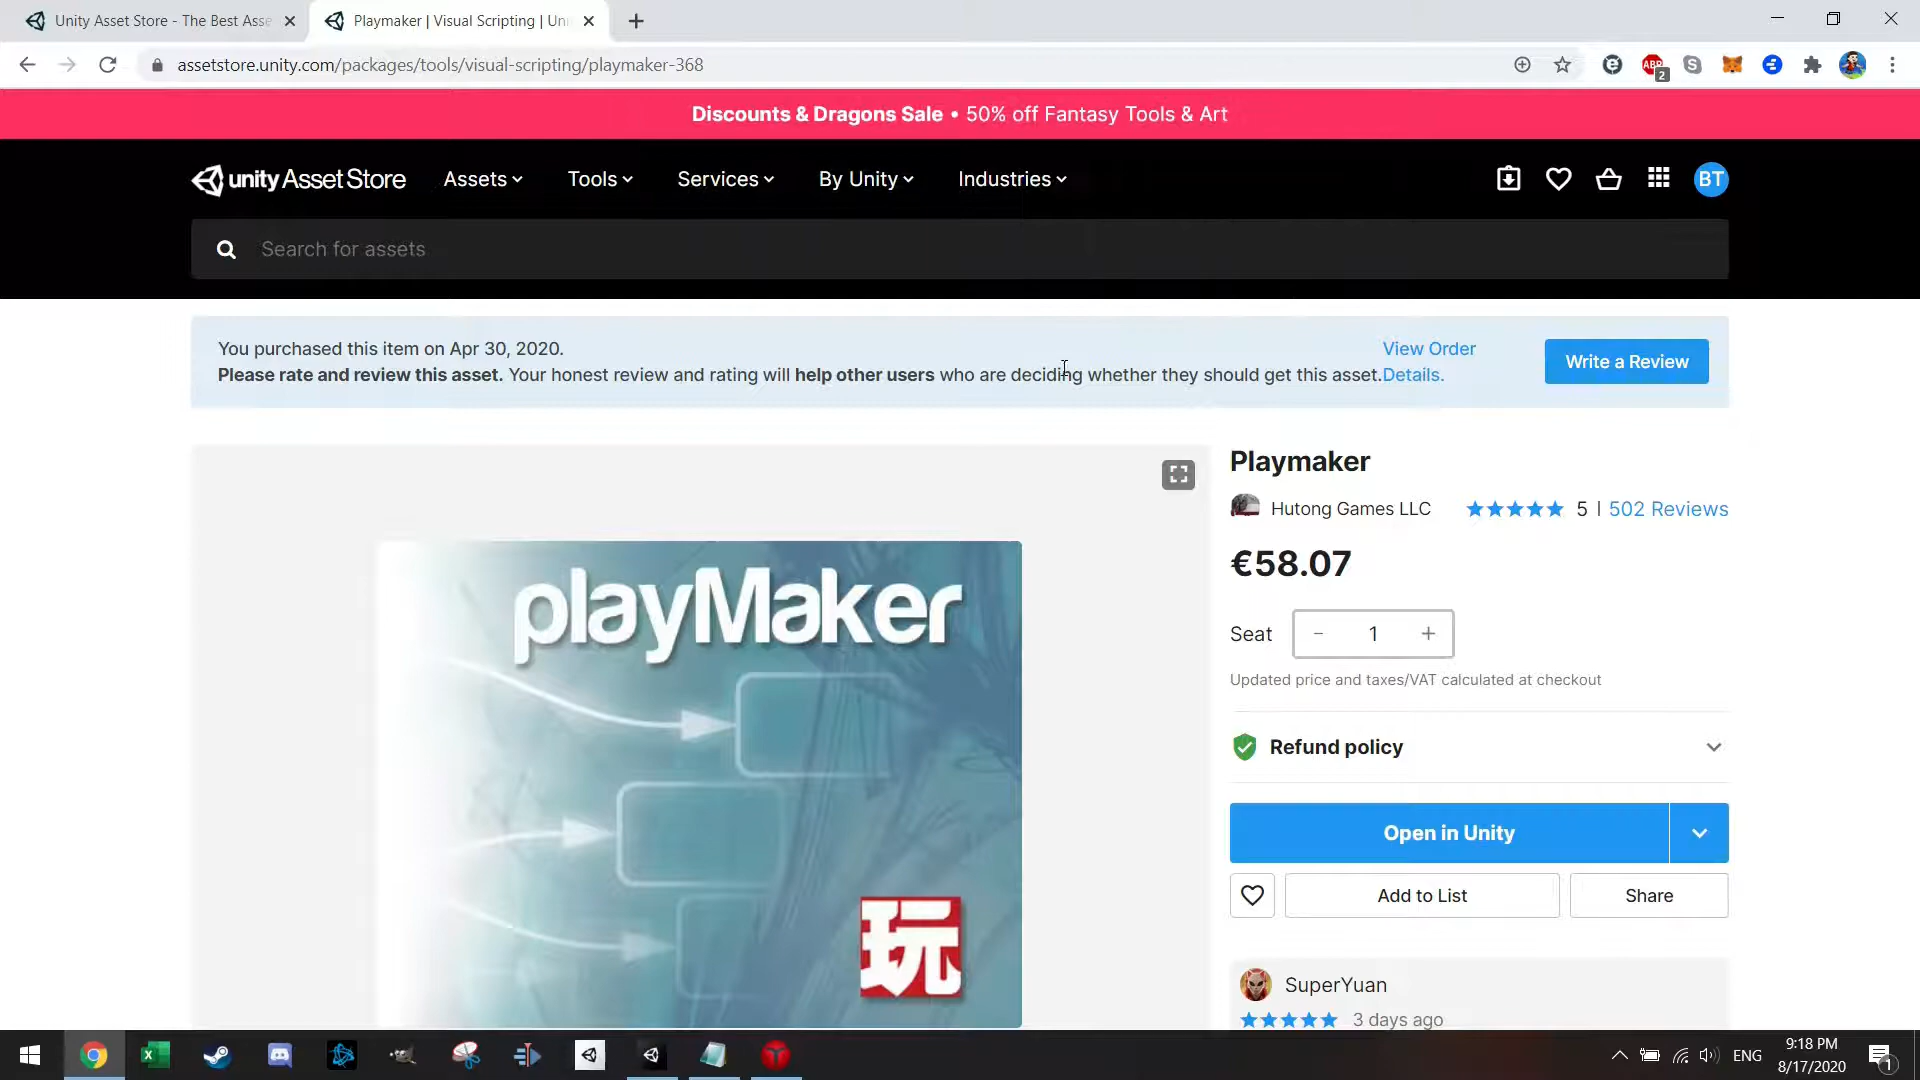 Unity Asset Store - The Best Asse
Playmaker | Visual Scripting | Uni
assetstore.unity.com/packages/tools/visual-scripting/playmaker-368
ABP
2
Discounts & Dragons Sale • 50% off Fantasy Tools & Art
unity Asset Store
Assets
Tools
Services
By Unity
Industries
BT
Search for assets
You purchased this item on Apr 30, 2020.
View Order
Please rate and review this asset. Your honest review and rating will help other users who are deciding whether they should get this asset.
Details.
Write a Review
playMaker
玩
Playmaker
Hutong Games LLC
5 | 502 Reviews
€58.07
Seat - 1 +
Updated price and taxes/VAT calculated at checkout
Refund policy
Open in Unity
Add to List
Share
SuperYuan
3 days ago
ENG
9:18 PM
8/17/2020
1